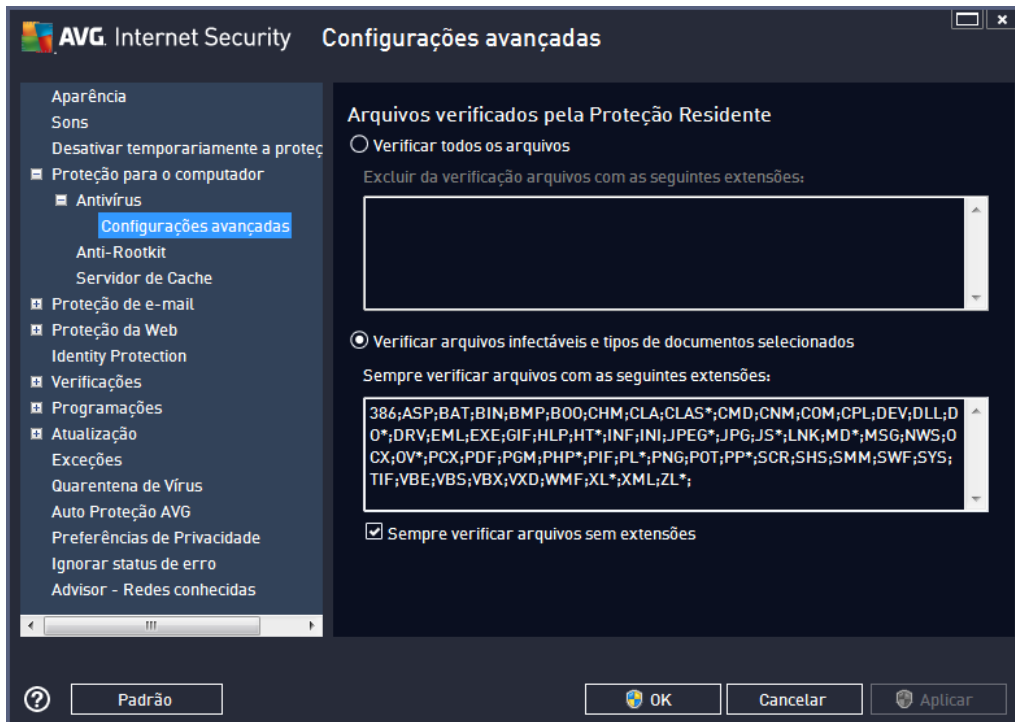 AVG. Internet Security Configurações avançadas
Aparência
Sons
Desativar temporariamente a proteç
Proteção para o computador
Antivírus
Configurações avançadas
Anti-Rootkit
Servidor de Cache
Proteção de e-mail
Proteção da Web
Identity Protection
Verificações
Programações
Atualização
Exceções
Quarentena de Vírus
Auto Proteção AVG
Preferências de Privacidade
Ignorar status de erro
Advisor - Redes conhecidas
Arquivos verificados pela Proteção Residente
Verificar todos os arquivos
Excluir da verificação arquivos com as seguintes extensões:
Verificar arquivos infectáveis e tipos de documentos selecionados
Sempre verificar arquivos com as seguintes extensões:
386;ASP;BAT;BIN;BMP;BOO;CHM;CLA;CLAS*;CMD;CNM;COM;CPL;DEV;DLL;D
O*;DRV;EML;EXE;GIF;HLP;HT*;INF;INI;JPEG*;JPG;JS*;LNK;MD*;MSG;NWS;O
CX;OV*;PCX;PDF;PGM;PHP*;PIF;PL*;PNG;POT;PP*;SCR;SHS;SMM;SWF;SYS;
TIF;VBE;VBS;VBX;VXD;WMF;XL*;XML;ZL*;
Sempre verificar arquivos sem extensões
Padrão
OK
Cancelar
Aplicar